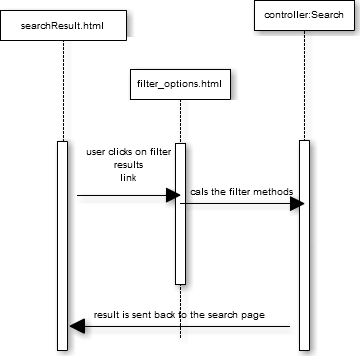 controller:Search
searchResult.html
filter_options.html
user clicks on filter
results
link
cals the filter methods
result is sent back to the search page